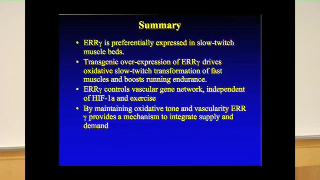 Summary
• ERRγ is preferentially expressed in slow-twitch
muscle beds.
• Transgenic over-expression of ERRγ drives
oxidative slow-twitch transformation of fast
muscles and boosts running endurance.
• ERRγ controls vascular gene network, independent
of HIF-1a and exercise
• By maintaining oxidative tone and vascularity ERR
γ provides a mechanism to integrate supply and
demand